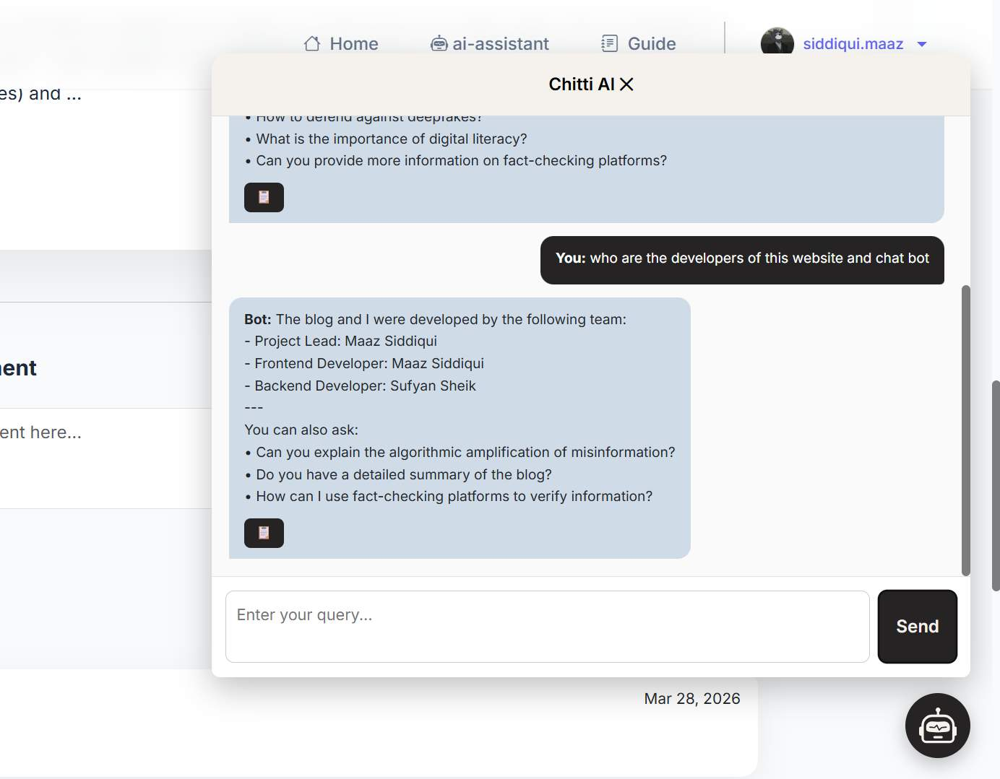 Home
ai-assistant
Guide
siddiqui.maaz
es) and ...
Chitti AI
• How to defend against deepfakes?
• What is the importance of digital literacy?
• Can you provide more information on fact-checking platforms?
You: who are the developers of this website and chat bot
Bot: The blog and I were developed by the following team:
- Project Lead: Maaz Siddiqui
- Frontend Developer: Maaz Siddiqui
- Backend Developer: Sufyan Sheik
---
You can also ask:
• Can you explain the algorithmic amplification of misinformation?
• Do you have a detailed summary of the blog?
• How can I use fact-checking platforms to verify information?
ent
ent here...
Enter your query...
Send
Mar 28, 2026